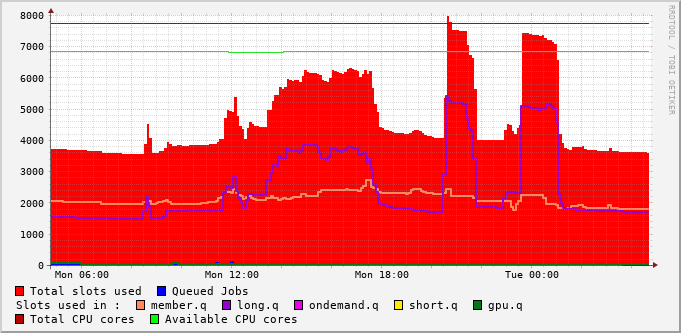 8000
7000
6000
5000
4000
3000
2000
1000
0
Mon 06:00 Mon 12:00 Mon 18:00 Tue 00:00
RRDTOOL / TOBI OETIKER
Total slots used Queued Jobs
Slots used in : member.q long.q ondemand.q short.q gpu.q
Total CPU cores Available CPU cores